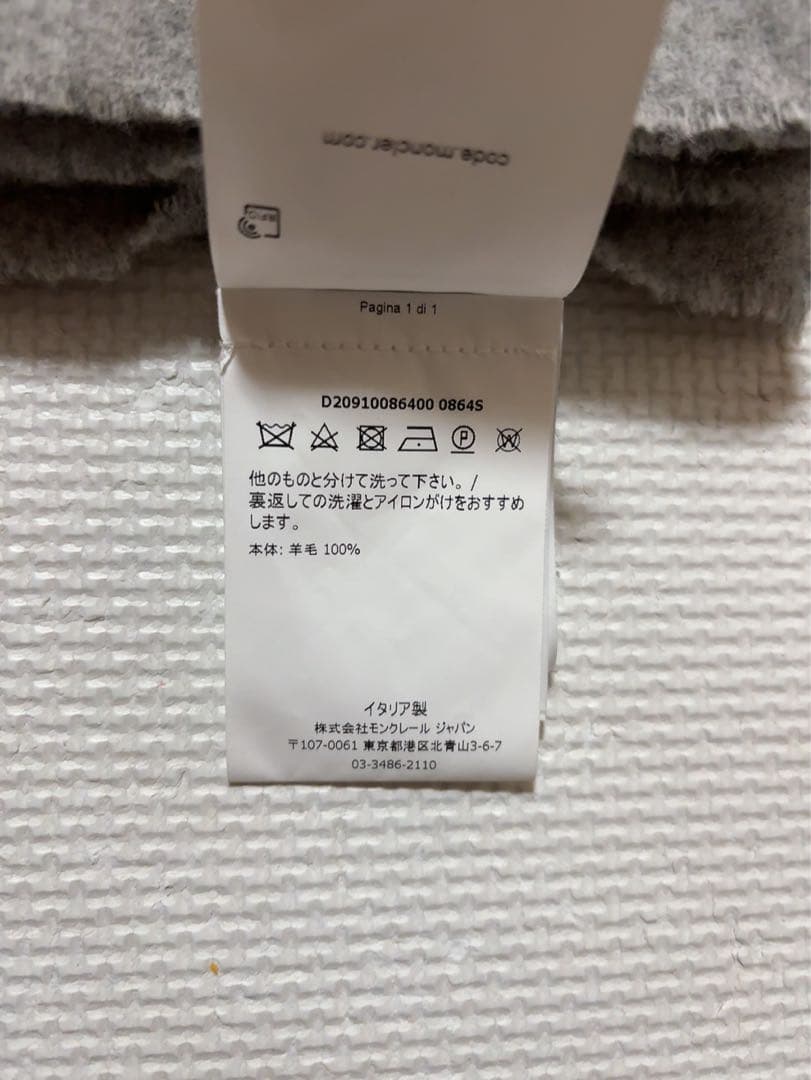 code.moncler.com
RFID
Pagina 1 di 1
D20910086400 0864S
P
W
他のものと分けて洗って下さい。/
裏返しての洗濯とアイロンがけをおすすめ
します。
本体: 羊毛 100%
イタリア製
株式会社モンクレール ジャパン
〒107-0061 東京都港区北青山3-6-7
03-3486-2110